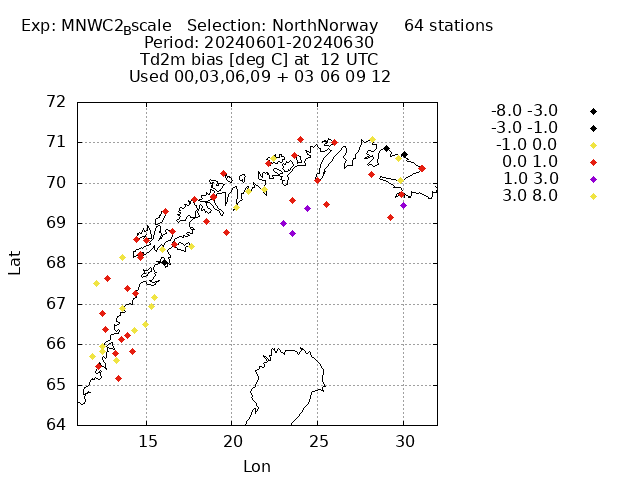 Exp: MNWC2Bscale   Selection: NorthNorway      64 stations
Period: 20240601-20240630
Td2m bias [deg C] at  12 UTC
Used 00,03,06,09 + 03 06 09 12
72
71
70
69
68
67
66
65
64
Lat
15 20 25 30
Lon
-8.0 -3.0
-3.0 -1.0
-1.0 0.0
0.0 1.0
1.0 3.0
3.0 8.0